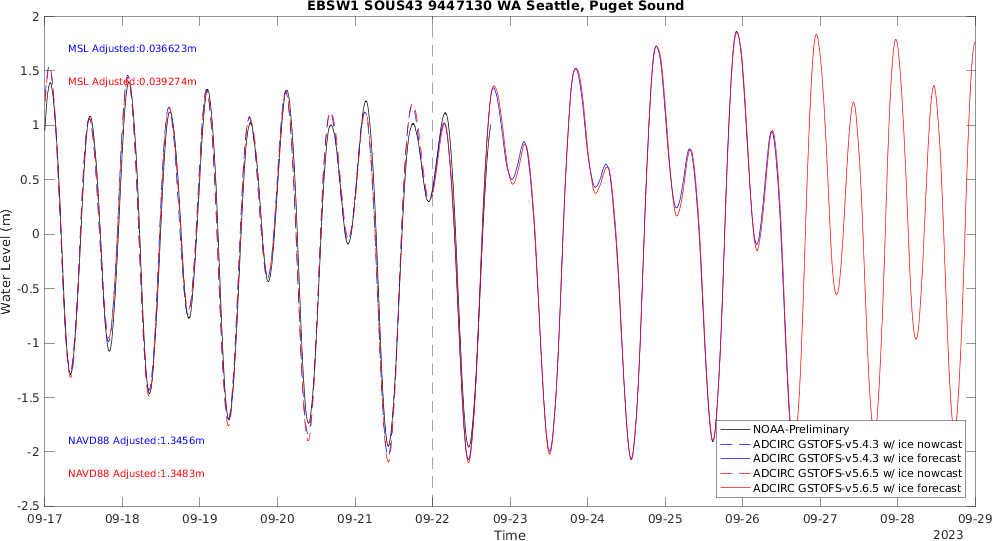 EBSW1 SOUS43 9447130 WA Seattle, Puget Sound
2
1.5
1
0.5
0
-0.5
-1
-1.5
-2
-2.5
Water Level (m)
MSL Adjusted:0.036623m
MSL Adjusted:0.039274m
NAVD88 Adjusted:1.3456m
NAVD88 Adjusted:1.3483m
NOAA-Preliminary
ADCIRC GSTOFS-v5.4.3 w/ ice nowcast
ADCIRC GSTOFS-v5.4.3 w/ ice forecast
ADCIRC GSTOFS-v5.6.5 w/ ice nowcast
ADCIRC GSTOFS-v5.6.5 w/ ice forecast
09-17 09-18 09-19 09-20 09-21 09-22 09-23 09-24 09-25 09-26 09-27 09-28 09-29
Time
2023